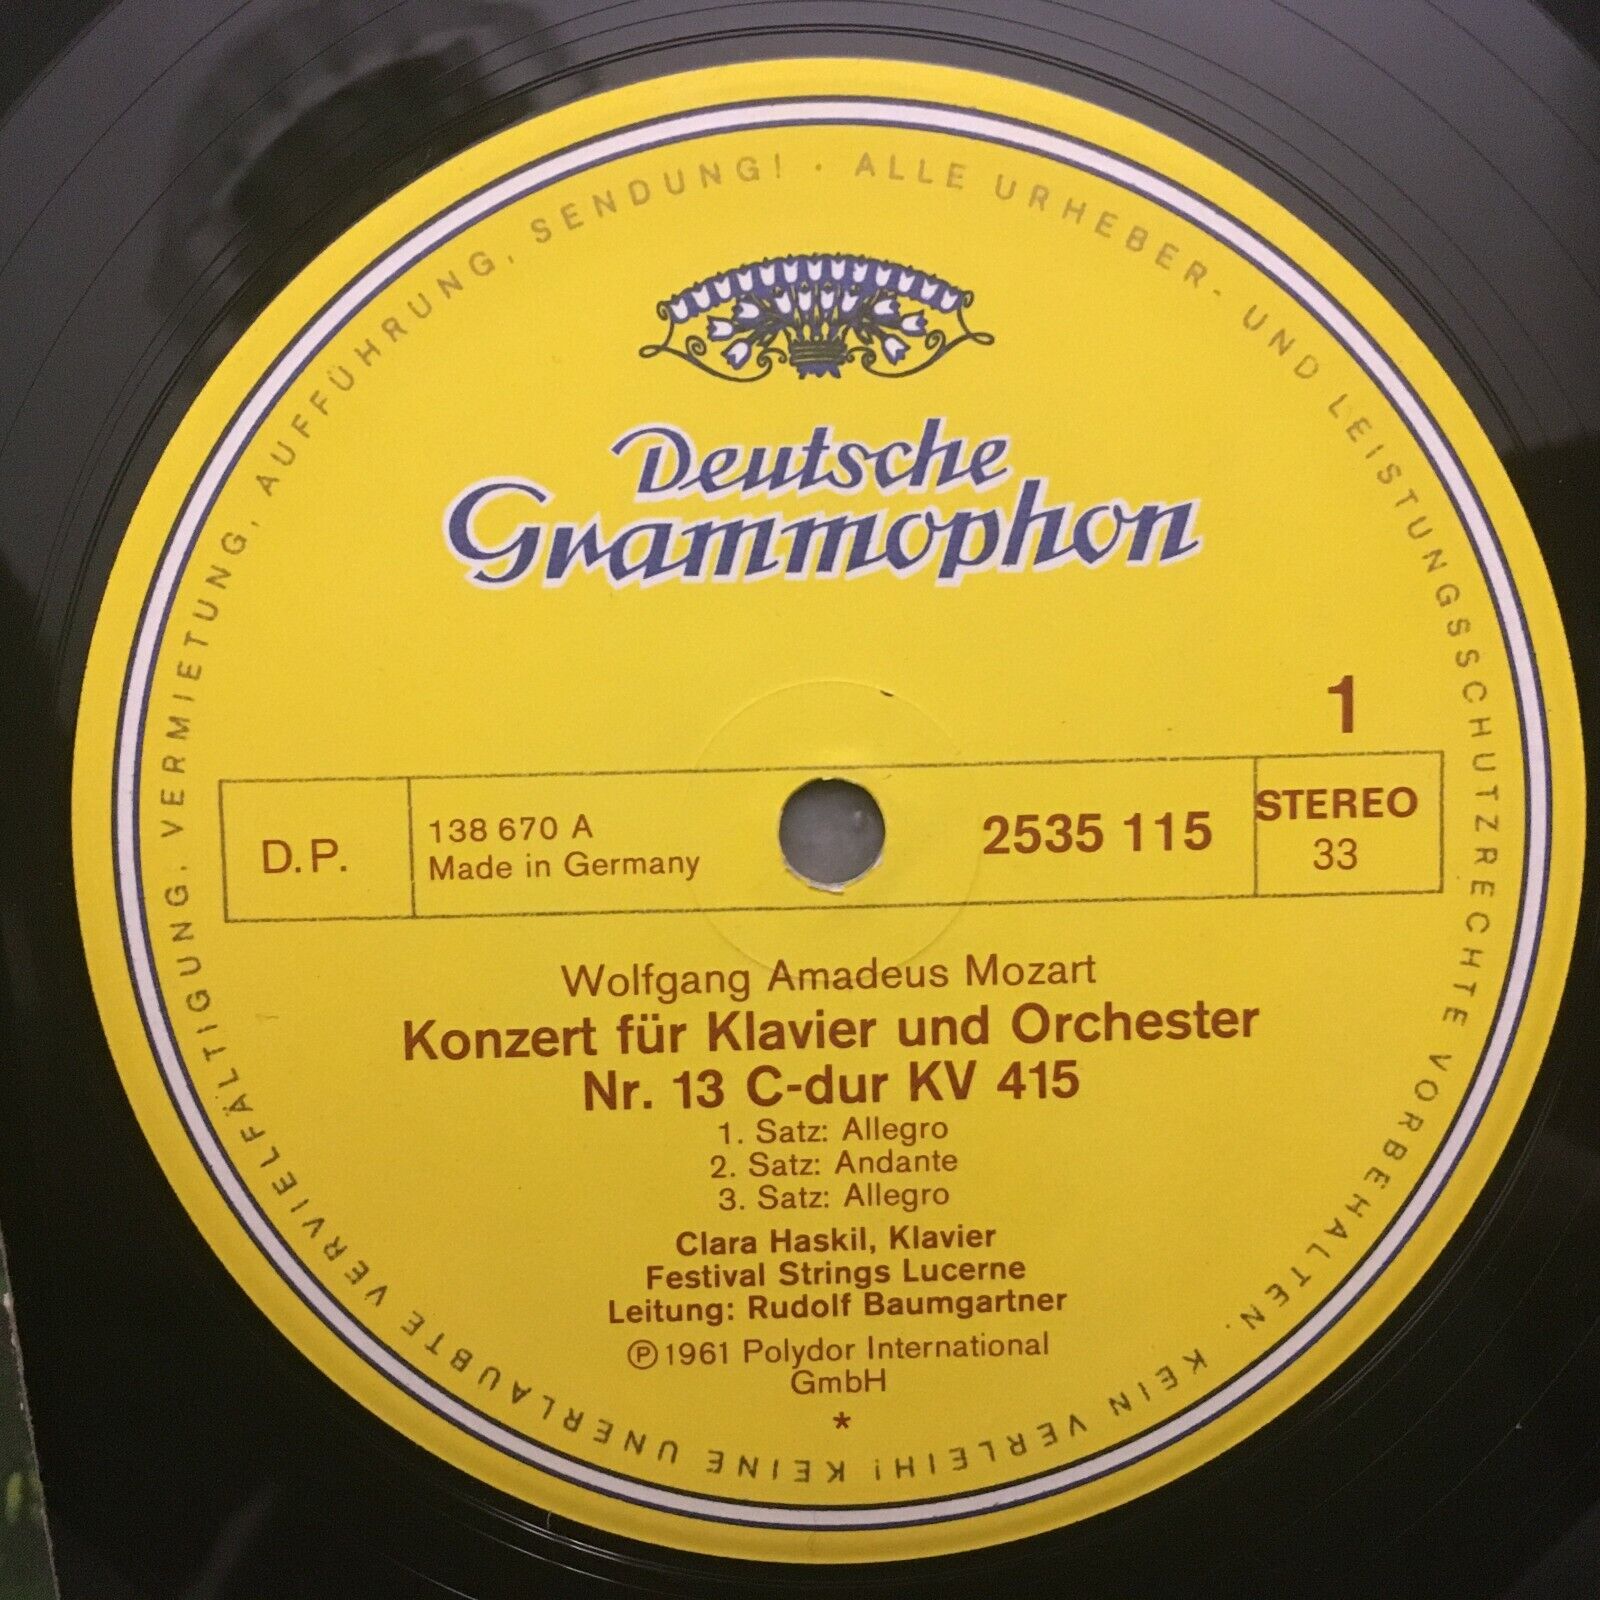 ALLE URHEBER- UND LEISTUNGSSCHUTZRECHTE VORBEHALTEN. KEIN VERLEIH! KEINE UNERLAUBTE VERVIELFÄLTIGUNG. VERMIETUNG, AUFFÜHRUNG, SENDUNG! ·
Deutsche
Grammophon
1
D.P.
138 670 A
Made in Germany
2535 115
STEREO
33
Wolfgang Amadeus Mozart
Konzert für Klavier und Orchester
Nr. 13 C-dur KV 415
1. Satz: Allegro
2. Satz: Andante
3. Satz: Allegro
Clara Haskil, Klavier
Festival Strings Lucerne
Leitung: Rudolf Baumgartner
℗ 1961 Polydor International
GmbH
*